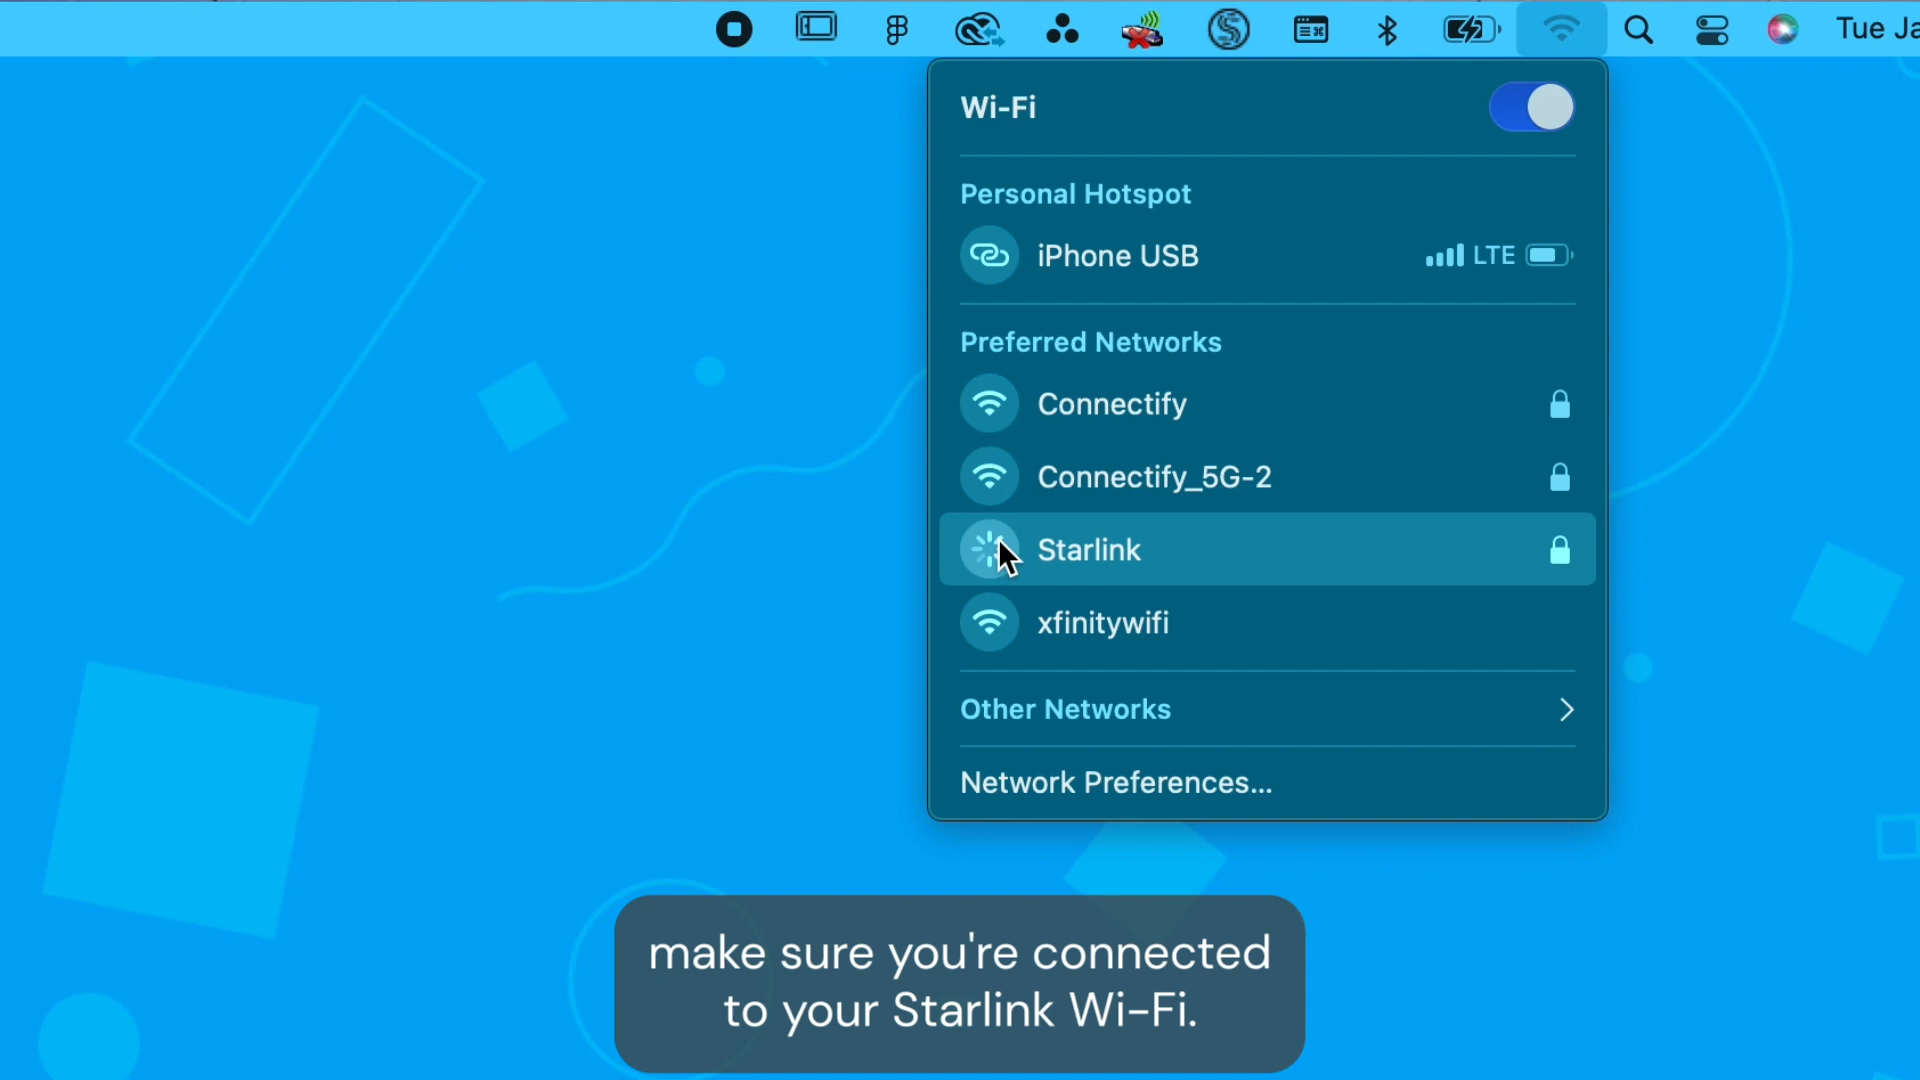 Tue Ja
Wi-Fi
Personal Hotspot
iPhone USB
LTE
Preferred Networks
Connectify
Connectify_5G-2
Starlink
xfinitywifi
Other Networks
Network Preferences...
make sure you're connected
to your Starlink Wi-Fi.